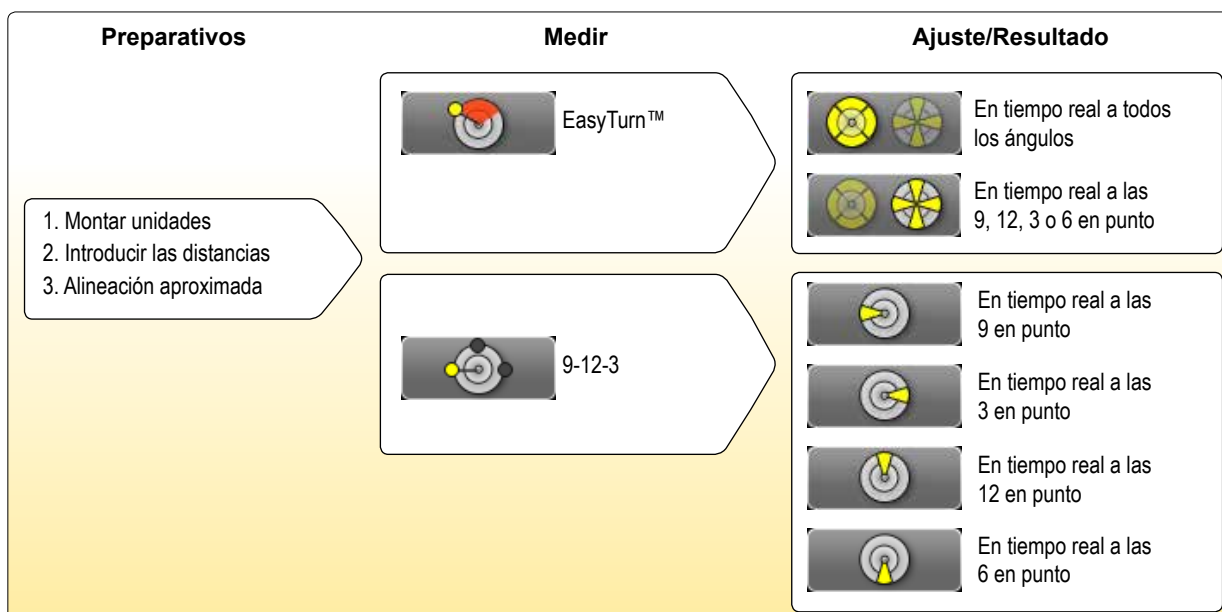 Preparativos
Medir
Ajuste/Resultado
1. Montar unidades
2. Introducir las distancias
3. Alineación aproximada
EasyTurn™
9-12-3
En tiempo real a todos
los ángulos
En tiempo real a las
9, 12, 3 o 6 en punto
En tiempo real a las
9 en punto
En tiempo real a las
3 en punto
En tiempo real a las
12 en punto
En tiempo real a las
6 en punto